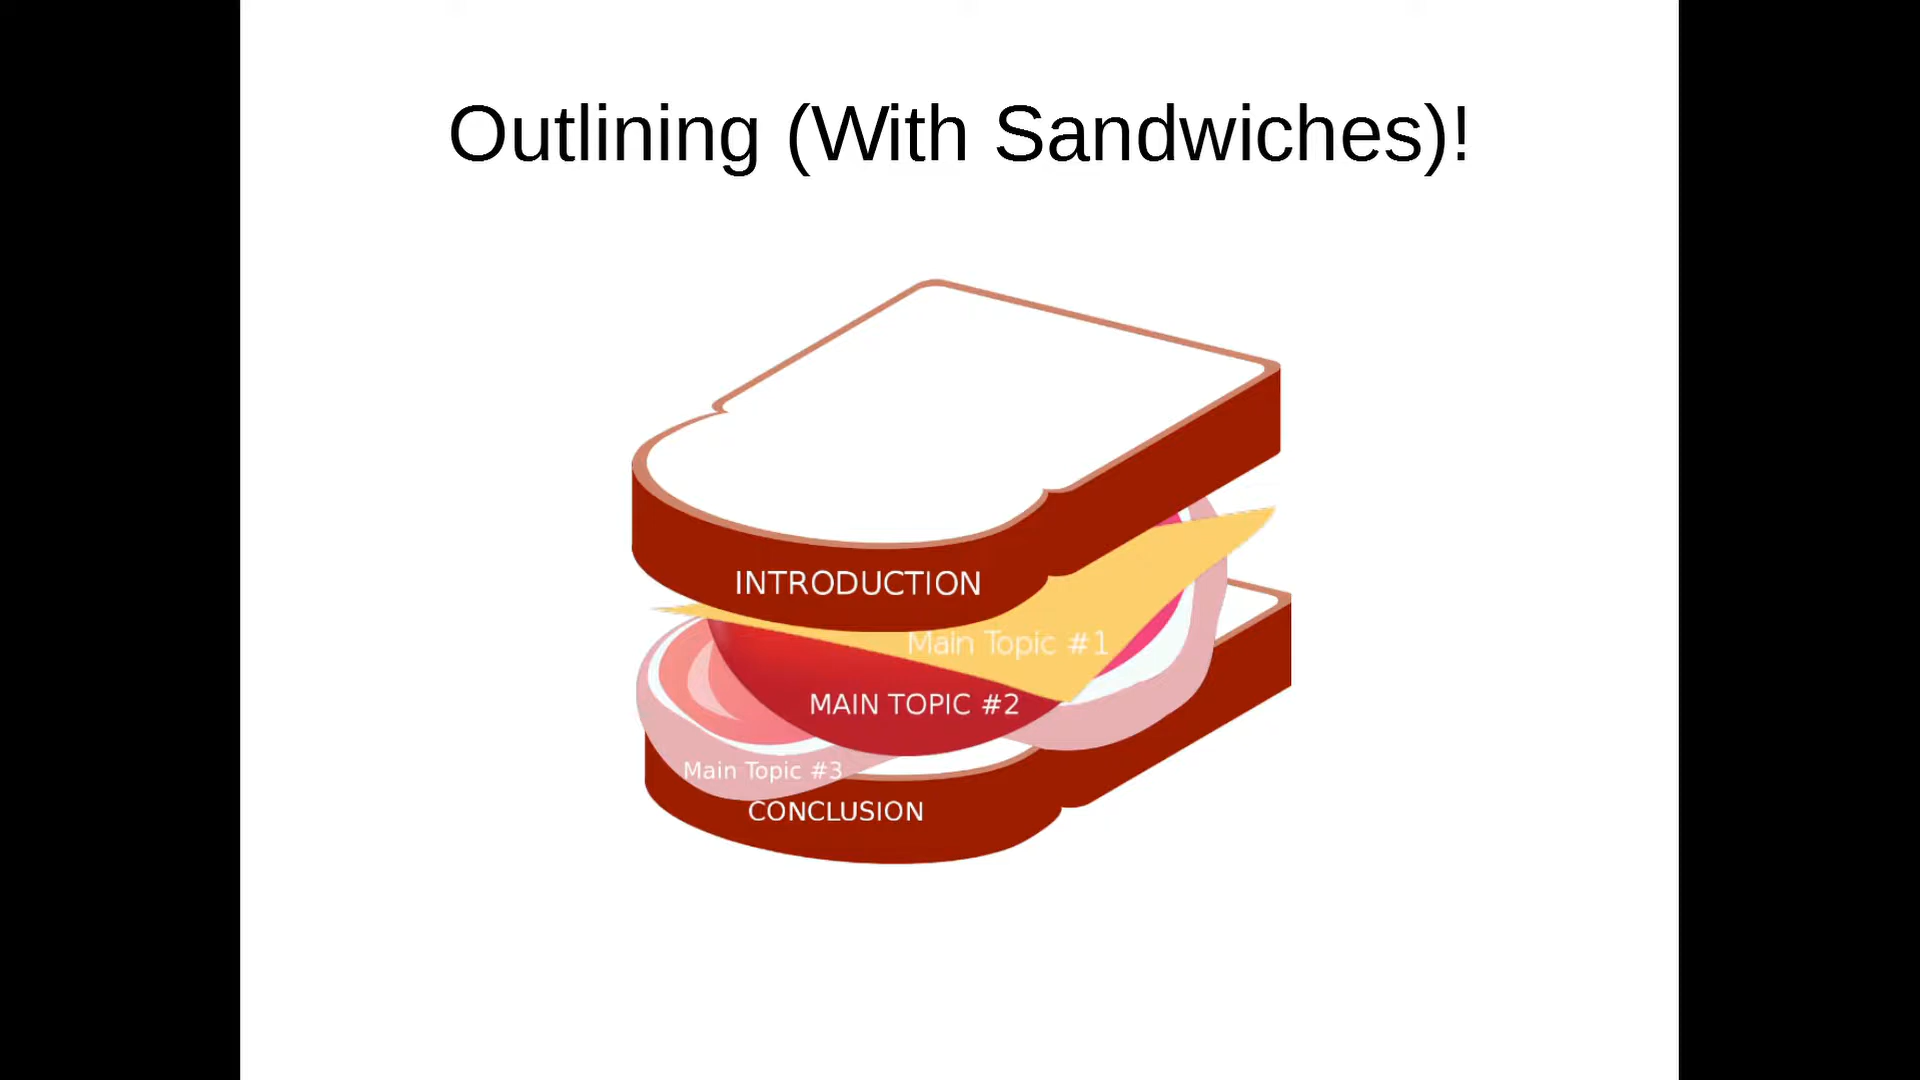 Outlining (With Sandwiches)!
INTRODUCTION
Main Topic #1
MAIN TOPIC #2
Main Topic #3
CONCLUSION